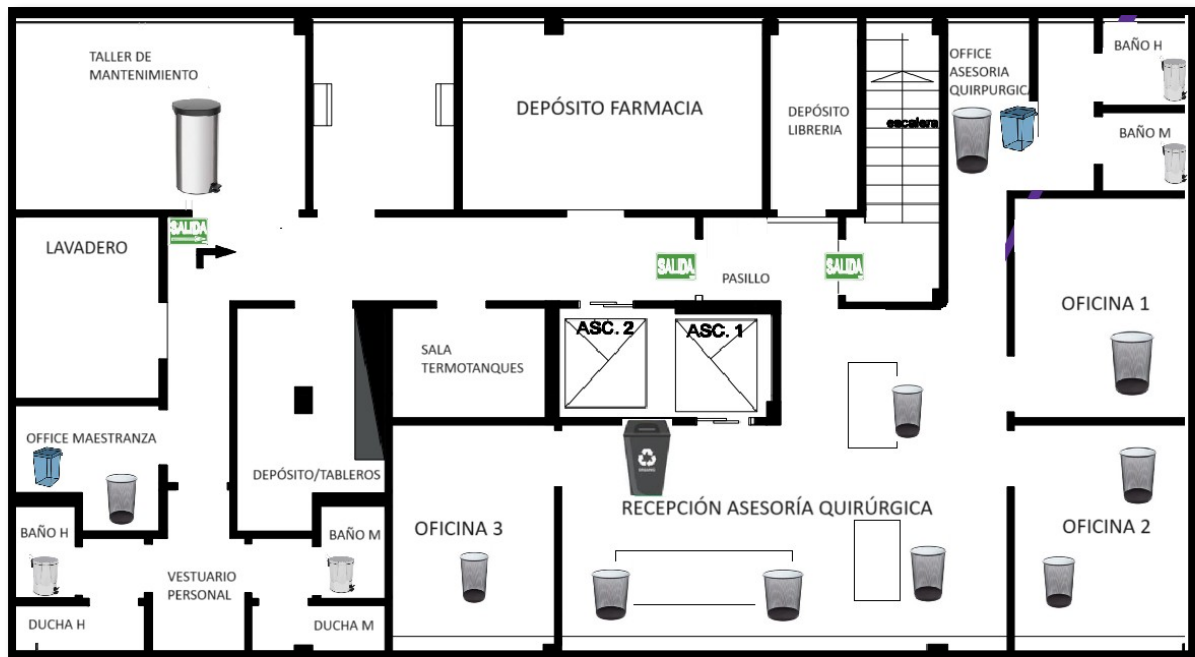 TALLER DE
MANTENIMIENTO
DEPÓSITO FARMACIA
DEPÓSITO
LIBRERIA
escalera
OFFICE
ASESORIA
QUIRPURGICA
BAÑO H
BAÑO M
SALIDA
LAVADERO
SALIDA
PASILLO
SALIDA
OFICINA 1
ASC. 2
ASC. 1
SALA
TERMOTANQUES
OFFICE MAESTRANZA
DEPÓSITO/TABLEROS
RECEPCIÓN ASESORÍA QUIRÚRGICA
OFICINA 3
OFICINA 2
BAÑO H
BAÑO M
VESTUARIO
PERSONAL
DUCHA H
DUCHA M